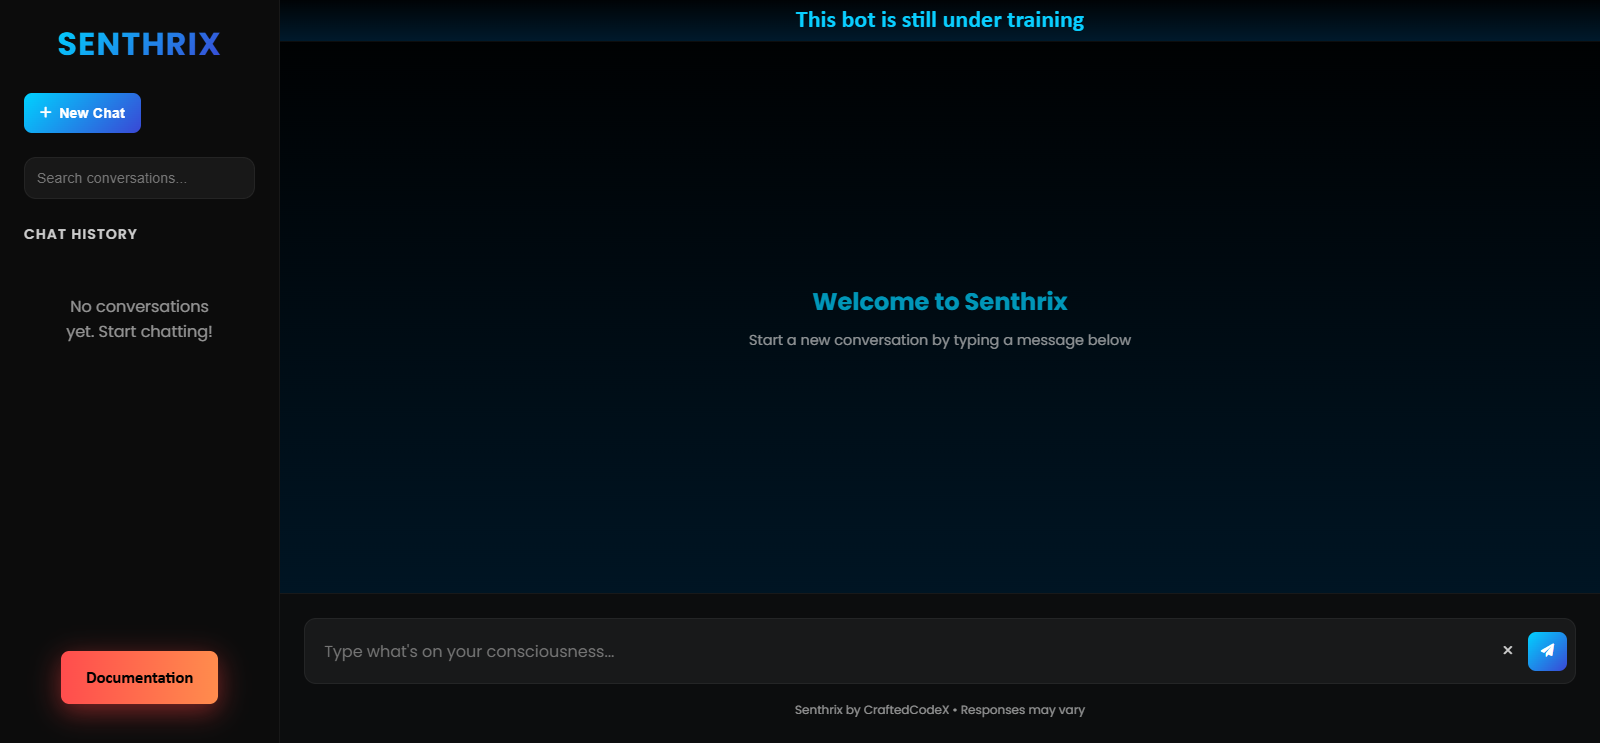 SENTHRIX
+ New Chat
Search conversations...
CHAT HISTORY
No conversations
yet. Start chatting!
Documentation
This bot is still under training
Welcome to Senthrix
Start a new conversation by typing a message below
Type what's on your consciousness...
Senthrix by CraftedCodeX • Responses may vary